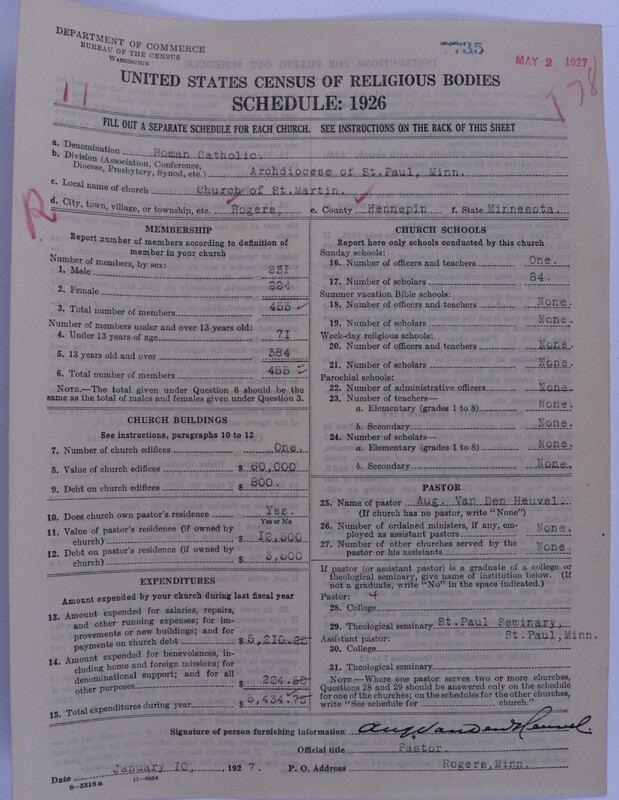 DEPARTMENT OF COMMERCE
BUREAU OF THE CENSUS
WASHINGTON
7735
MAY 2 1927
178
11
UNITED STATES CENSUS OF RELIGIOUS BODIES
SCHEDULE: 1926
FILL OUT A SEPARATE SCHEDULE FOR EACH CHURCH. SEE INSTRUCTIONS ON THE BACK OF THIS SHEET
a. Denomination Roman Catholic.
b. Division (Association, Conference, Diocese, Presbytery, Synod, etc.) Archdiocese of St.Paul, Minn.
c. Local name of church Church of St.Martin.
d. City, town, village, or township, etc. Rogers, e. County Hennepin f. State Minnesota.
R
MEMBERSHIP
Report number of members according to definition of
member in your church
Number of members, by sex:
1. Male 231
2. Female 224
3. Total number of members 455
Number of members under and over 13 years old:
4. Under 13 years of age 71
5. 13 years old and over 384
6. Total number of members 455
NOTE.—The total given under Question 6 should be
same as the total of males and females given under Question 3.
CHURCH BUILDINGS
See instructions, paragraphs 10 to 12
7. Number of church edifices One.
8. Value of church edifices $ 60,000
9. Debt on church edifices $ 800.
10. Does church own pastor's residence Yes.
Yes or No
11. Value of pastor's residence (if owned by
church) $ 12,500
12. Debt on pastor's residence (if owned by
church) $ 3,500
EXPENDITURES
Amount expended by your church during last fiscal year
13. Amount expended for salaries, repairs,
and other running expenses; for im-
provements or new buildings; and for
payments on church debt $ 5,210.25
14. Amount expended for benevolences, in-
cluding home and foreign missions; for
denominational support; and for all
other purposes $ 224.50
15. Total expenditures during year $ 5,434.75
CHURCH SCHOOLS
Report here only schools conducted by this church
Sunday schools:
16. Number of officers and teachers One.
17. Number of scholars 84.
Summer vacation Bible schools:
18. Number of officers and teachers None.
19. Number of scholars None.
Week-day religious schools:
20. Number of officers and teachers None.
21. Number of scholars None.
Parochial schools:
22. Number of administrative officers None.
23. Number of teachers—
a. Elementary (grades 1 to 8) None.
b. Secondary None.
24. Number of scholars—
a. Elementary (grades 1 to 8) None.
b. Secondary None.
PASTOR
25. Name of pastor Aug. Van Den Heuvel.
(If church has no pastor, write "None")
26. Number of ordained ministers, if any, em-
ployed as assistant pastors None.
27. Number of other churches served by the
pastor or his assistants None.
If pastor (or assistant pastor) is a graduate of a college or
theological seminary, give name of institution below. (If
not a graduate, write "No" in the space indicated.)
Pastor: 4
28. College
29. Theological seminary St.Paul Seminary,
Assistant pastor: St.Paul,Minn.
30. College
31. Theological seminary
NOTE.—Where one pastor serves two or more churches,
Questions 28 and 29 should be answered only on the schedule
for one of the churches; on the schedules for the other churches,
write "See schedule for church."
Signature of person furnishing information Aug. Van den Heuvel.
Official title Pastor.
Date January 10, 1927. P. O. Address Rogers,Minn.
8-5518a 11-9084